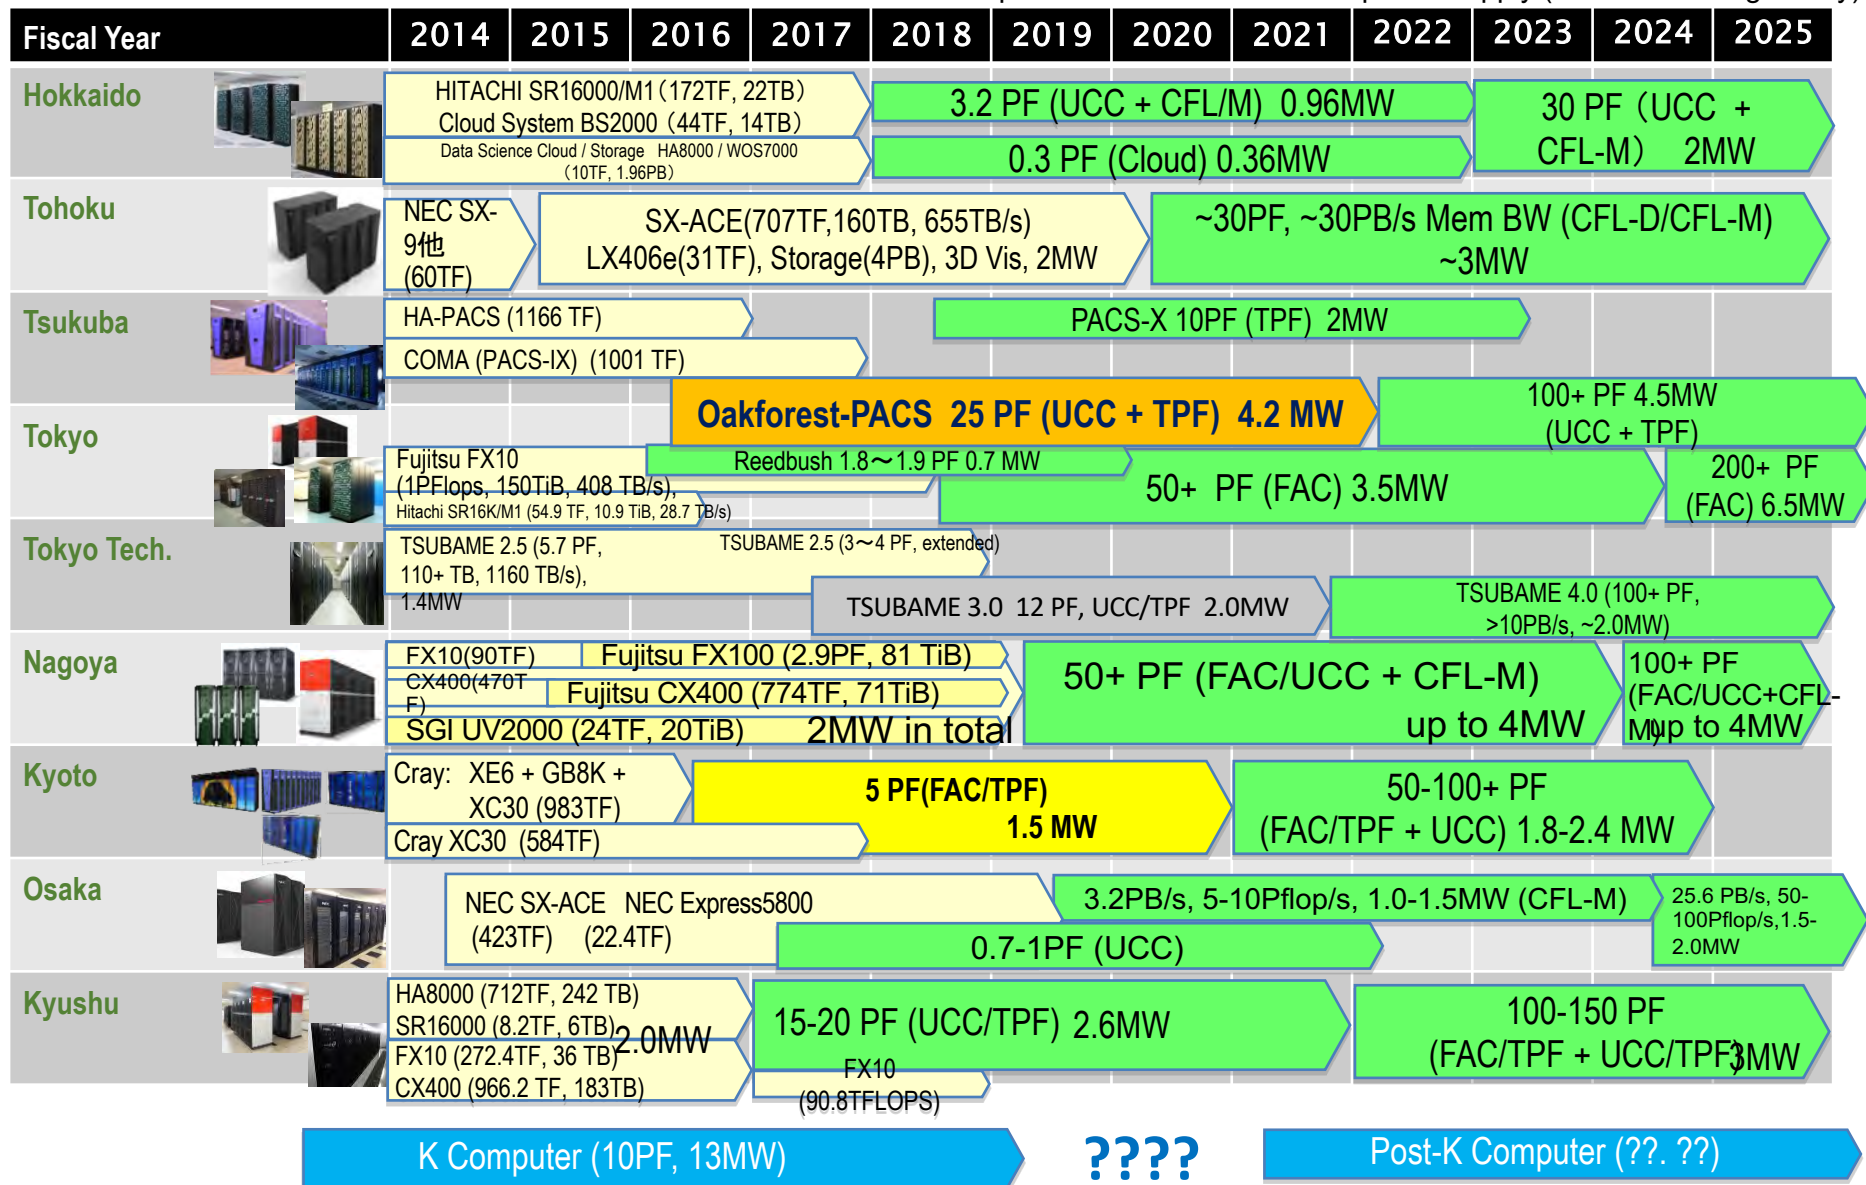 Fiscal Year 2014 2015 2016 2017 2018 2019 2020 2021 2022 2023 2024 2025
Hokkaido
HITACHI SR16000/M1（172TF, 22TB）
Cloud System BS2000（44TF, 14TB）
Data Science Cloud / Storage HA8000 / WOS7000
（10TF, 1.96PB）
3.2 PF (UCC + CFL/M) 0.96MW
0.3 PF (Cloud) 0.36MW
30 PF（UCC +
CFL-M） 2MW
Tohoku
NEC SX-
9他
(60TF)
SX-ACE(707TF,160TB, 655TB/s)
LX406e(31TF), Storage(4PB), 3D Vis, 2MW
~30PF, ~30PB/s Mem BW (CFL-D/CFL-M)
~3MW
Tsukuba
HA-PACS (1166 TF)
COMA (PACS-IX) (1001 TF)
PACS-X 10PF (TPF) 2MW
Oakforest-PACS 25 PF (UCC + TPF) 4.2 MW
100+ PF 4.5MW
(UCC + TPF)
Tokyo
Fujitsu FX10
(1PFlops, 150TiB, 408 TB/s),
Hitachi SR16K/M1 (54.9 TF, 10.9 TiB, 28.7 TB/s)
Reedbush 1.8～1.9 PF 0.7 MW
50+ PF (FAC) 3.5MW
200+ PF
(FAC) 6.5MW
Tokyo Tech.
TSUBAME 2.5 (5.7 PF,
110+ TB, 1160 TB/s),
1.4MW
TSUBAME 2.5 (3～4 PF, extended)
TSUBAME 3.0 12 PF, UCC/TPF 2.0MW
TSUBAME 4.0 (100+ PF,
>10PB/s, ~2.0MW)
Nagoya
FX10(90TF)
Fujitsu FX100 (2.9PF, 81 TiB)
CX400(470T
F)
Fujitsu CX400 (774TF, 71TiB)
SGI UV2000 (24TF, 20TiB)
2MW in total
50+ PF (FAC/UCC + CFL-M)
up to 4MW
100+ PF
(FAC/UCC+CFL-
M)
up to 4MW
Kyoto
Cray: XE6 + GB8K +
XC30 (983TF)
Cray XC30 (584TF)
5 PF(FAC/TPF)
1.5 MW
50-100+ PF
(FAC/TPF + UCC) 1.8-2.4 MW
Osaka
NEC SX-ACE NEC Express5800
(423TF) (22.4TF)
3.2PB/s, 5-10Pflop/s, 1.0-1.5MW (CFL-M)
0.7-1PF (UCC)
25.6 PB/s, 50-
100Pflop/s,1.5-
2.0MW
Kyushu
HA8000 (712TF, 242 TB)
SR16000 (8.2TF, 6TB)
2.0MW
FX10 (272.4TF, 36 TB)
CX400 (966.2 TF, 183TB)
15-20 PF (UCC/TPF) 2.6MW
FX10
(90.8TFLOPS)
100-150 PF
(FAC/TPF + UCC/TPF)
3MW
K Computer (10PF, 13MW)
????
Post-K Computer (??. ??)